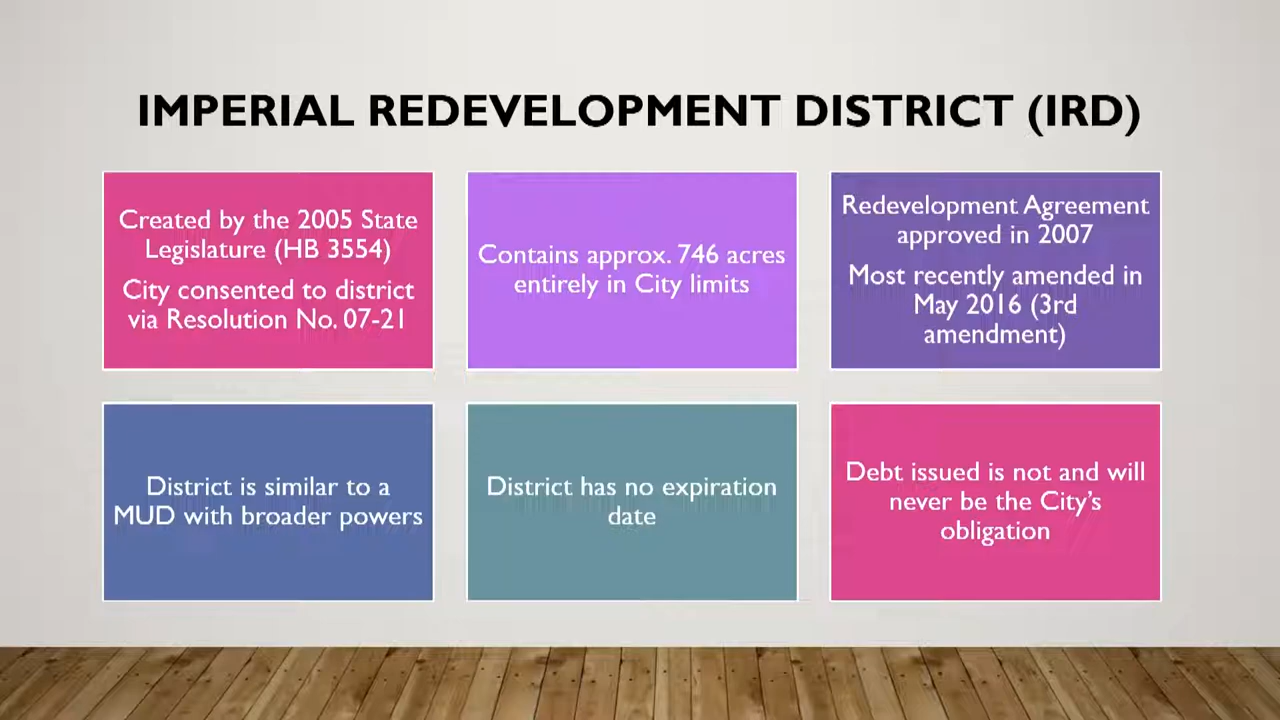 IMPERIAL REDEVELOPMENT DISTRICT (IRD)
Created by the 2005 State
Legislature (HB 3554)
City consented to district
via Resolution No. 07-21
Contains approx. 746 acres
entirely in City limits
Redevelopment Agreement
approved in 2007
Most recently amended in
May 2016 (3rd
amendment)
District is similar to a
MUD with broader powers
District has no expiration
date
Debt issued is not and will
never be the City's
obligation